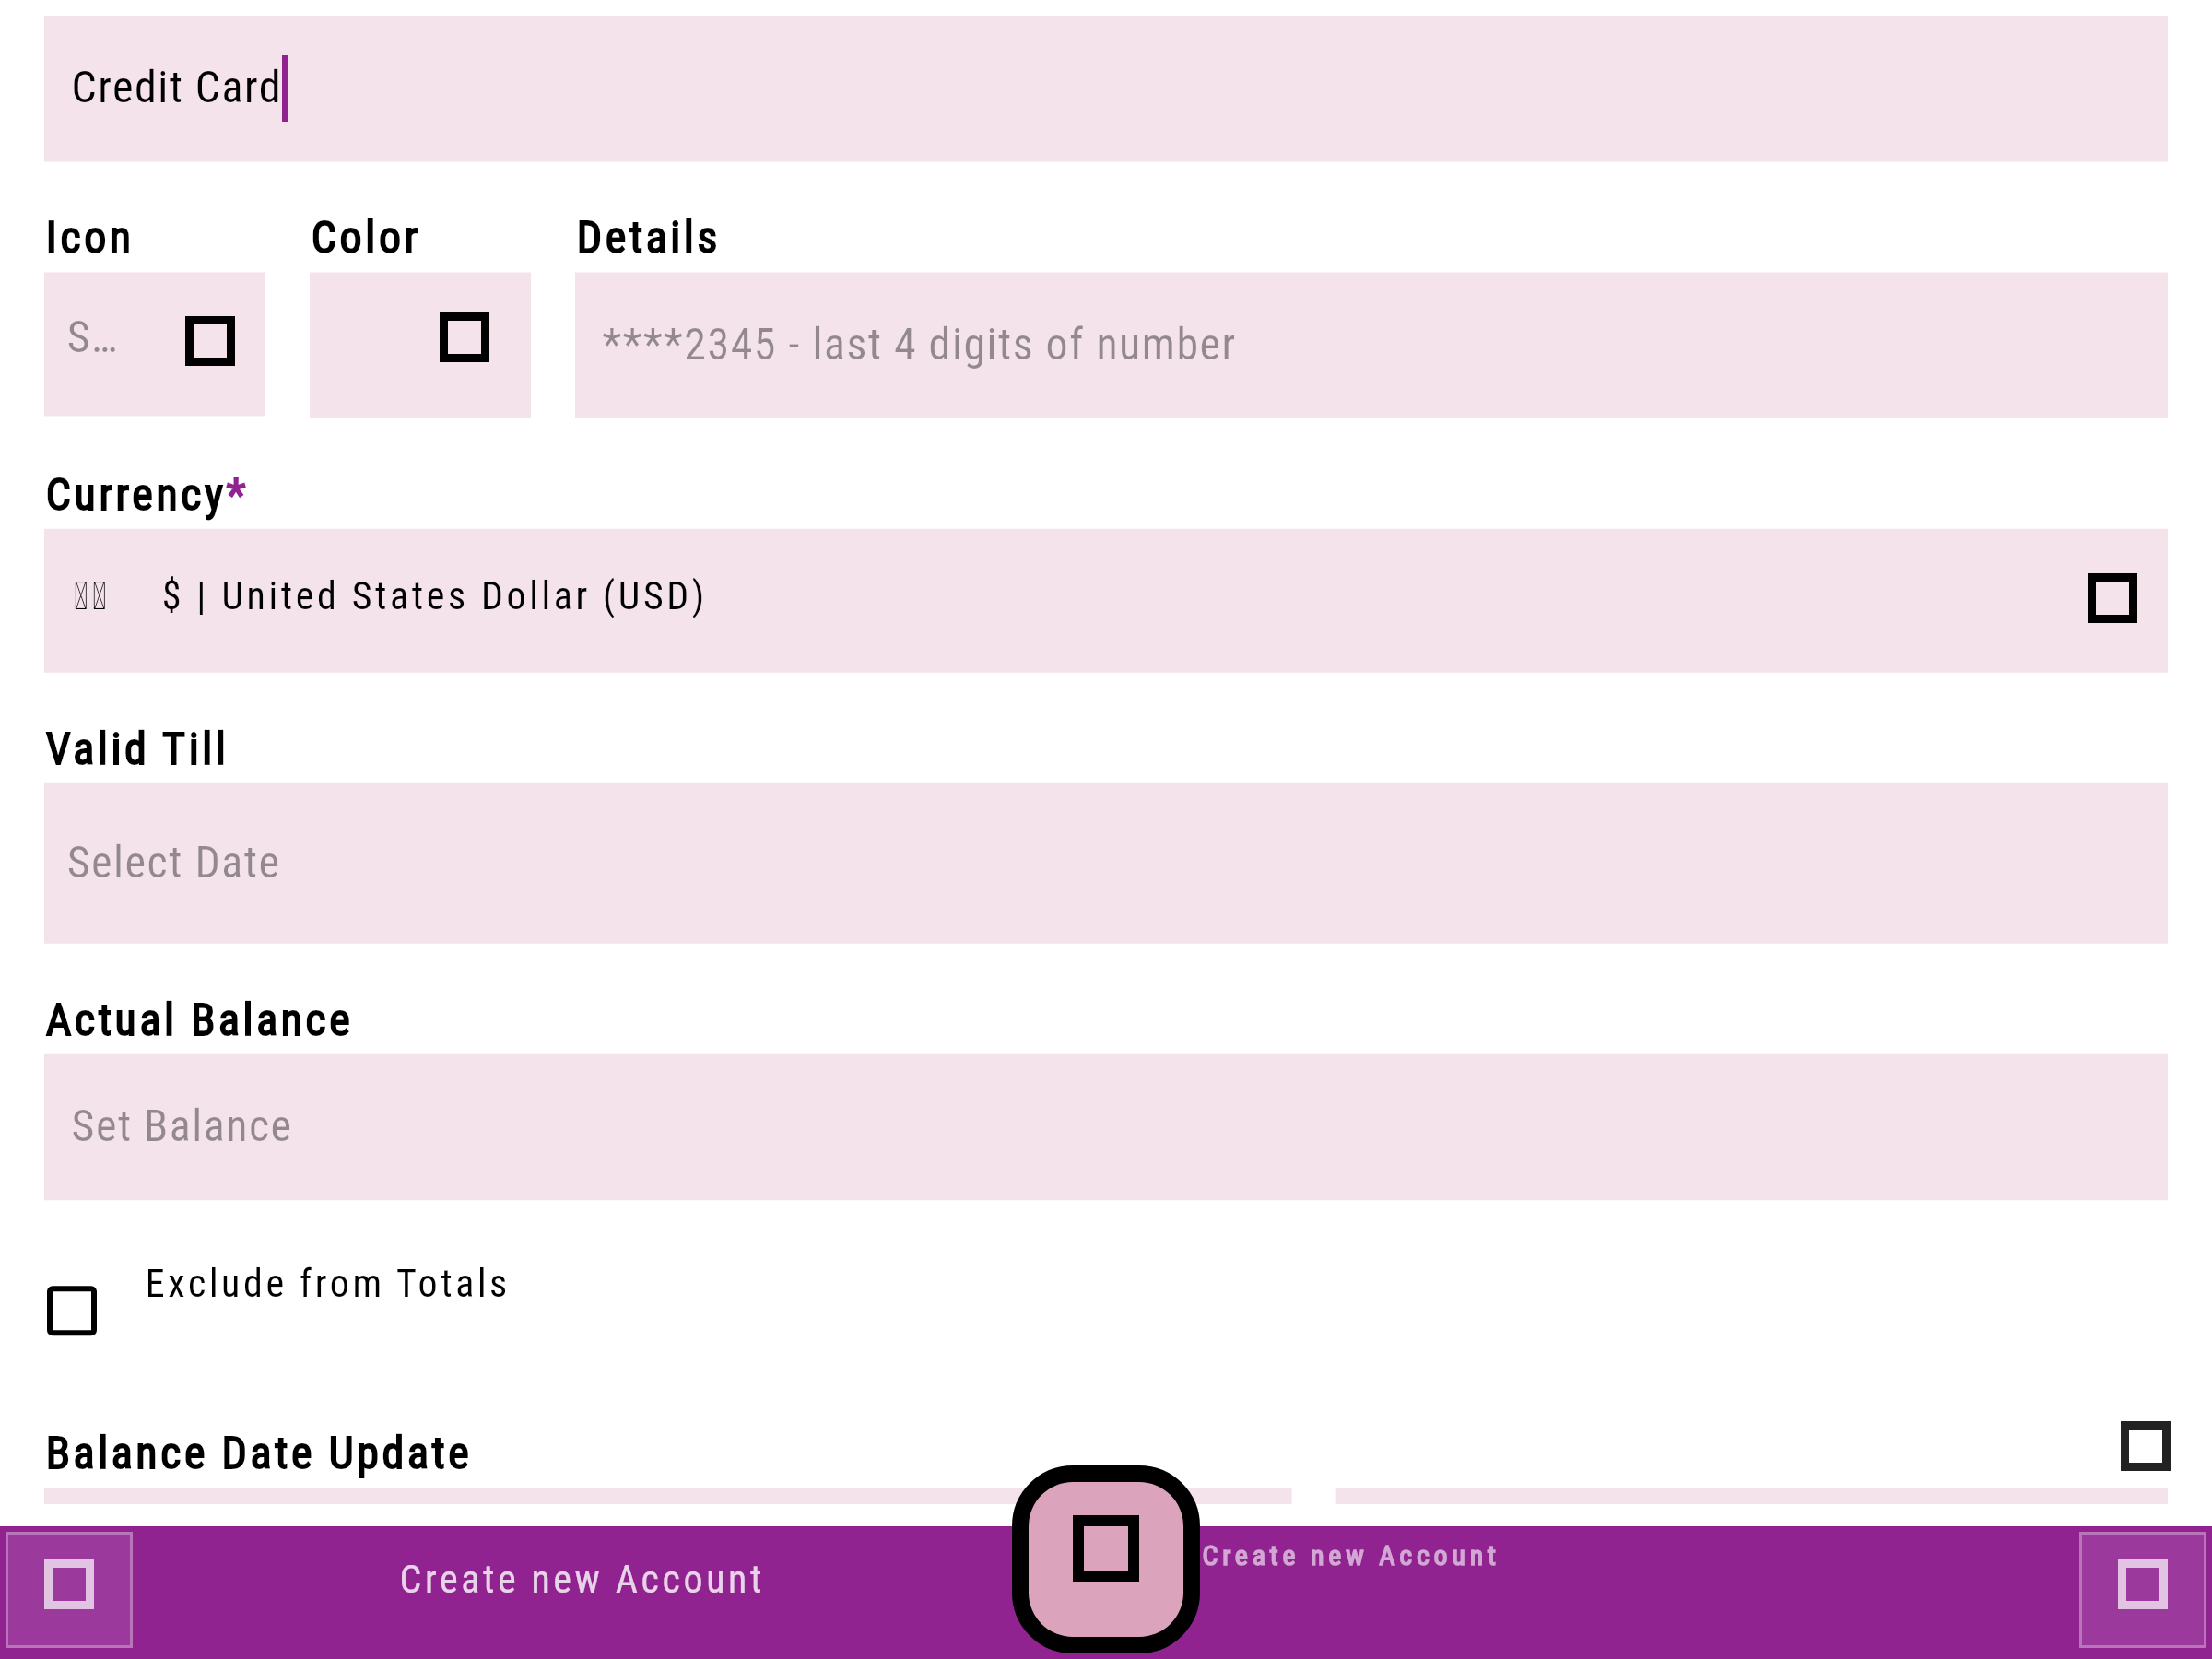 Credit Card
Icon Color Details
S… ****2345 - last 4 digits of number
Currency*
$ | United States Dollar (USD)
Valid Till
Select Date
Actual Balance
Set Balance
Exclude from Totals
Balance Date Update
Create new Account Create new Account